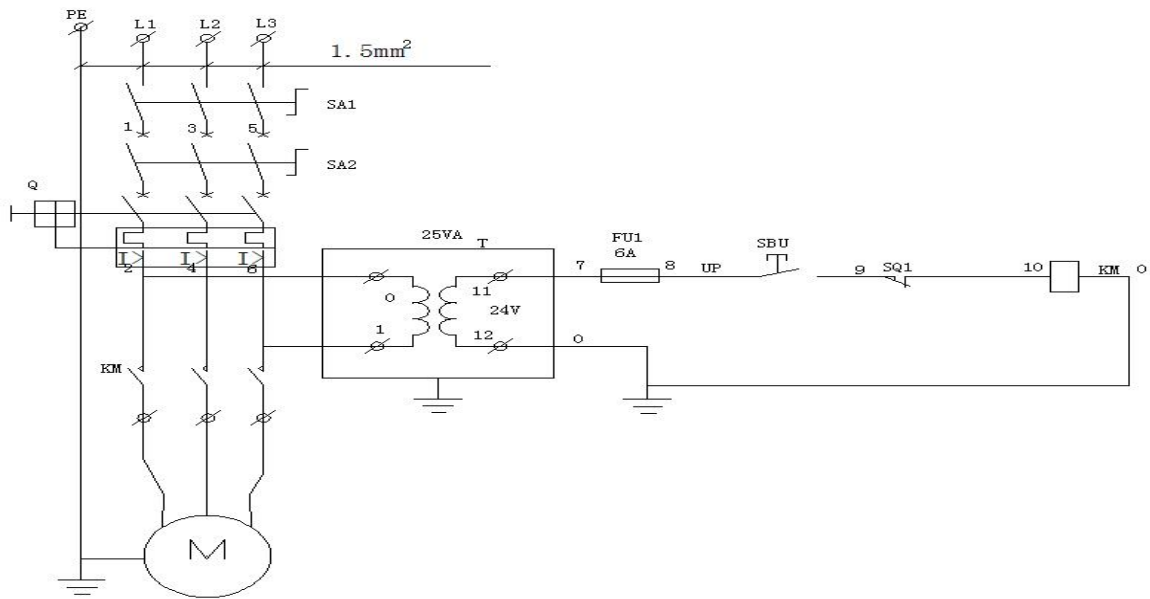 PE L1 L2 L3
1.5mm²
SA1
1 3 5
SA2
Q
25VA T
FU1
6A
SBU
I> I> I>
2 4 6
7 8 UP 9 SQ1 10 KM 0
0 11
24V
1 12 0
KM
M